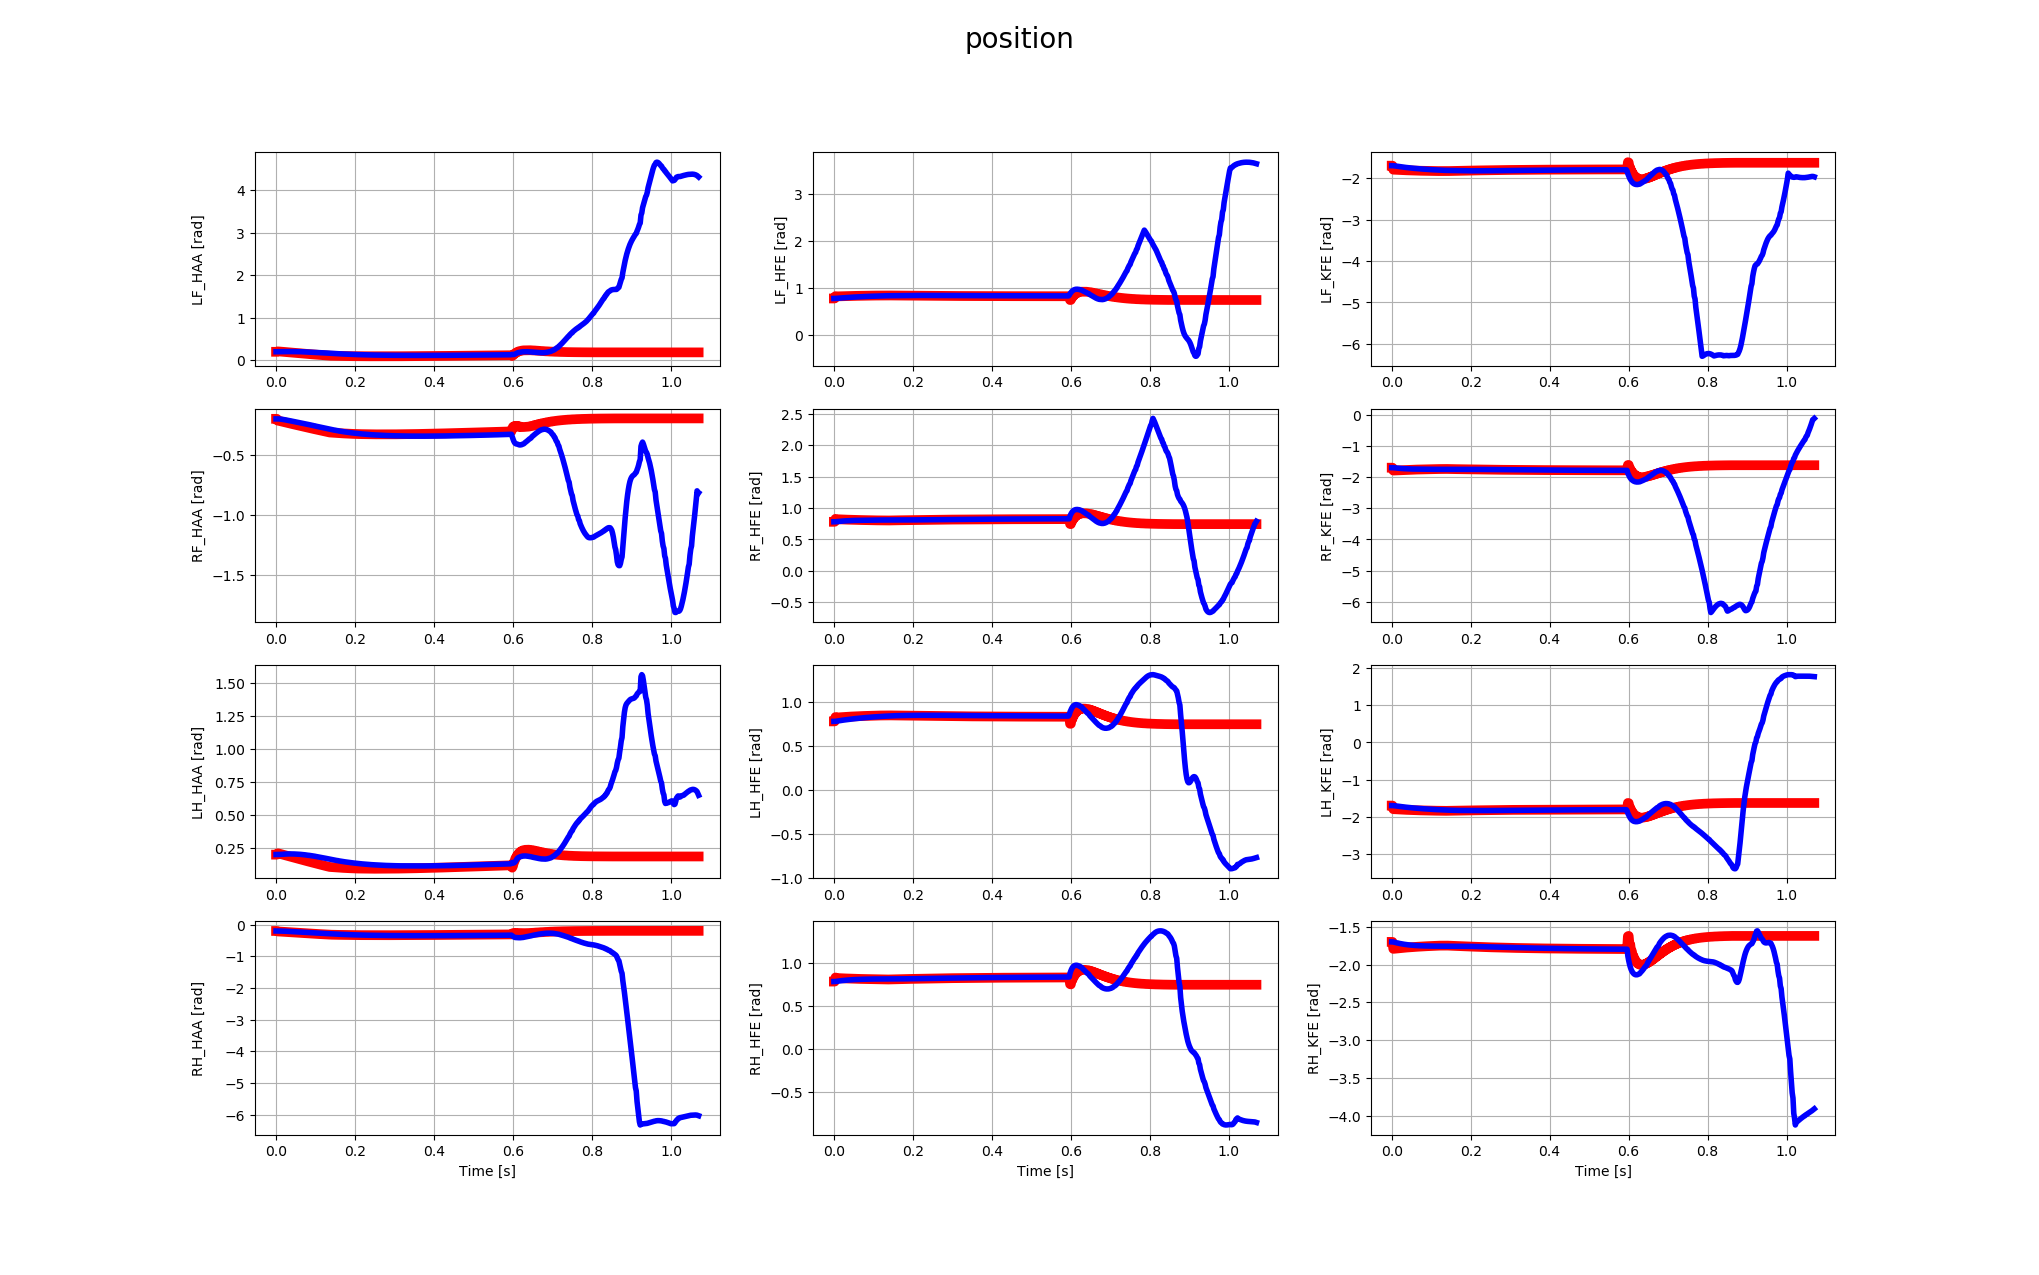 position
LF_HAA [rad]
4
3
2
1
0
0.0 0.2 0.4 0.6 0.8 1.0
LF_HFE [rad]
3
2
1
0
0.0 0.2 0.4 0.6 0.8 1.0
LF_KFE [rad]
−2
−3
−4
−5
−6
0.0 0.2 0.4 0.6 0.8 1.0
RF_HAA [rad]
−0.5
−1.0
−1.5
0.0 0.2 0.4 0.6 0.8 1.0
RF_HFE [rad]
2.5
2.0
1.5
1.0
0.5
0.0
−0.5
0.0 0.2 0.4 0.6 0.8 1.0
RF_KFE [rad]
0
−1
−2
−3
−4
−5
−6
0.0 0.2 0.4 0.6 0.8 1.0
LH_HAA [rad]
1.50
1.25
1.00
0.75
0.50
0.25
0.0 0.2 0.4 0.6 0.8 1.0
LH_HFE [rad]
1.0
0.5
0.0
−0.5
−1.0
0.0 0.2 0.4 0.6 0.8 1.0
LH_KFE [rad]
2
1
0
−1
−2
−3
0.0 0.2 0.4 0.6 0.8 1.0
RH_HAA [rad]
0
−1
−2
−3
−4
−5
−6
0.0 0.2 0.4 0.6 0.8 1.0
Time [s]
RH_HFE [rad]
1.0
0.5
0.0
−0.5
0.0 0.2 0.4 0.6 0.8 1.0
Time [s]
RH_KFE [rad]
−1.5
−2.0
−2.5
−3.0
−3.5
−4.0
0.0 0.2 0.4 0.6 0.8 1.0
Time [s]